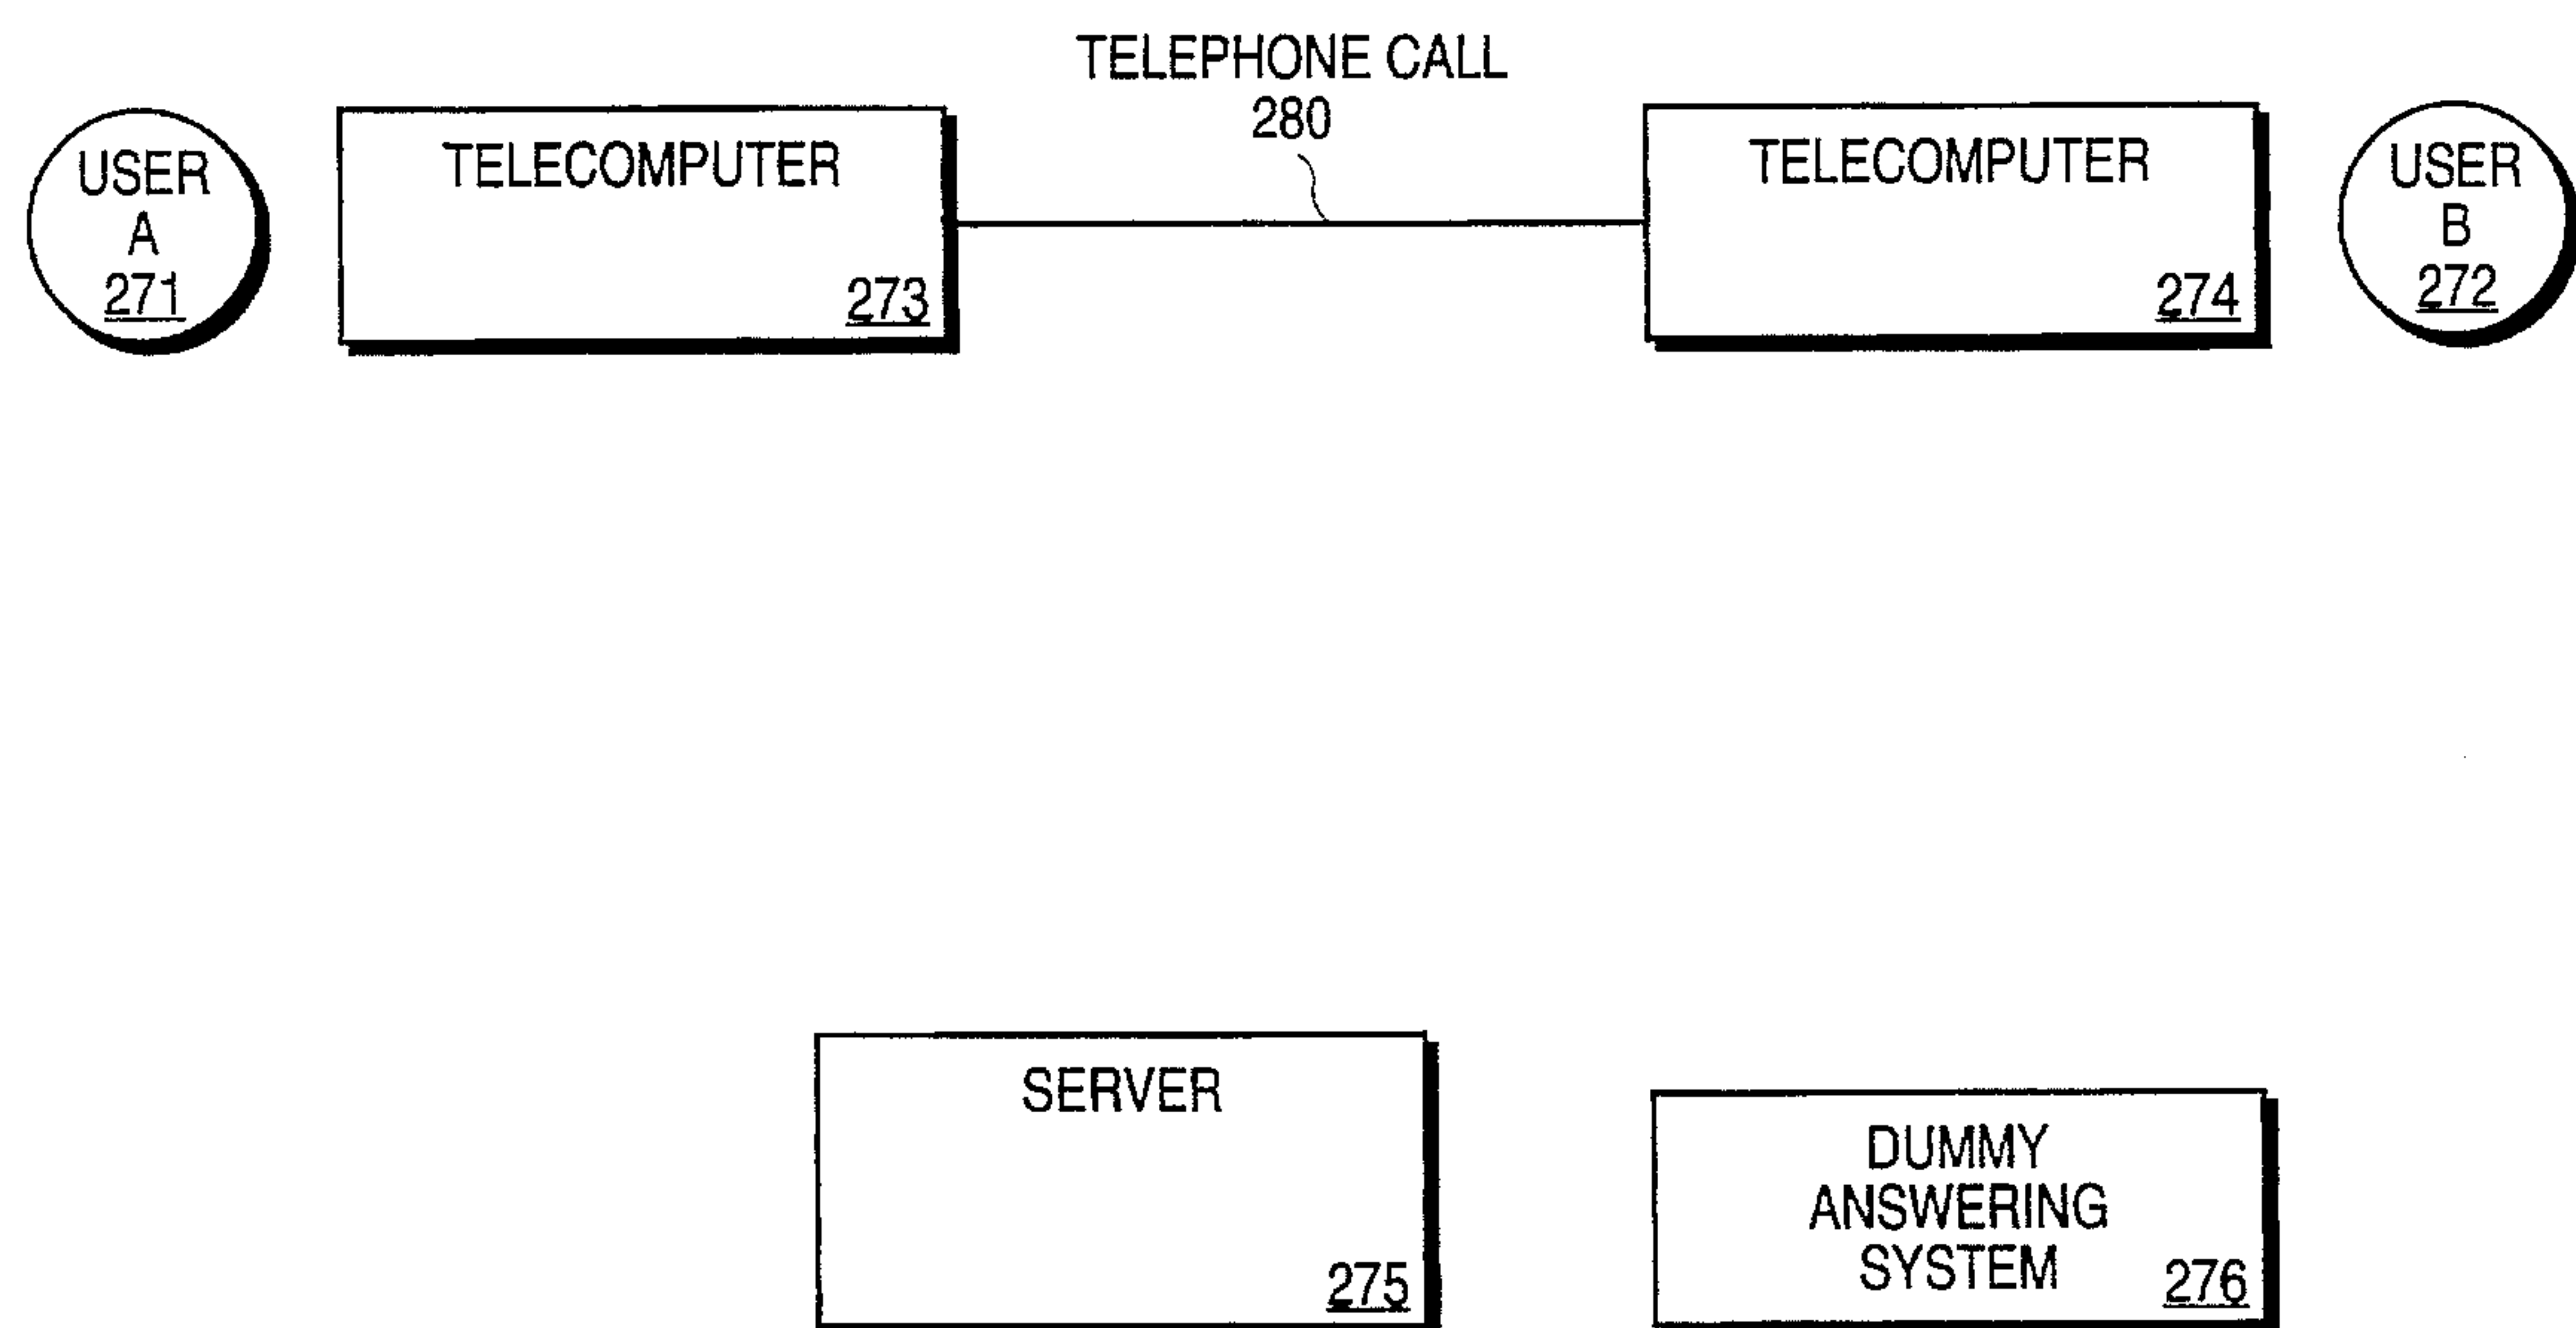 TELEPHONE CALL
280
USER
A
271
TELECOMPUTER
273
TELECOMPUTER
274
USER
B
272
SERVER
275
DUMMY
ANSWERING
SYSTEM
276